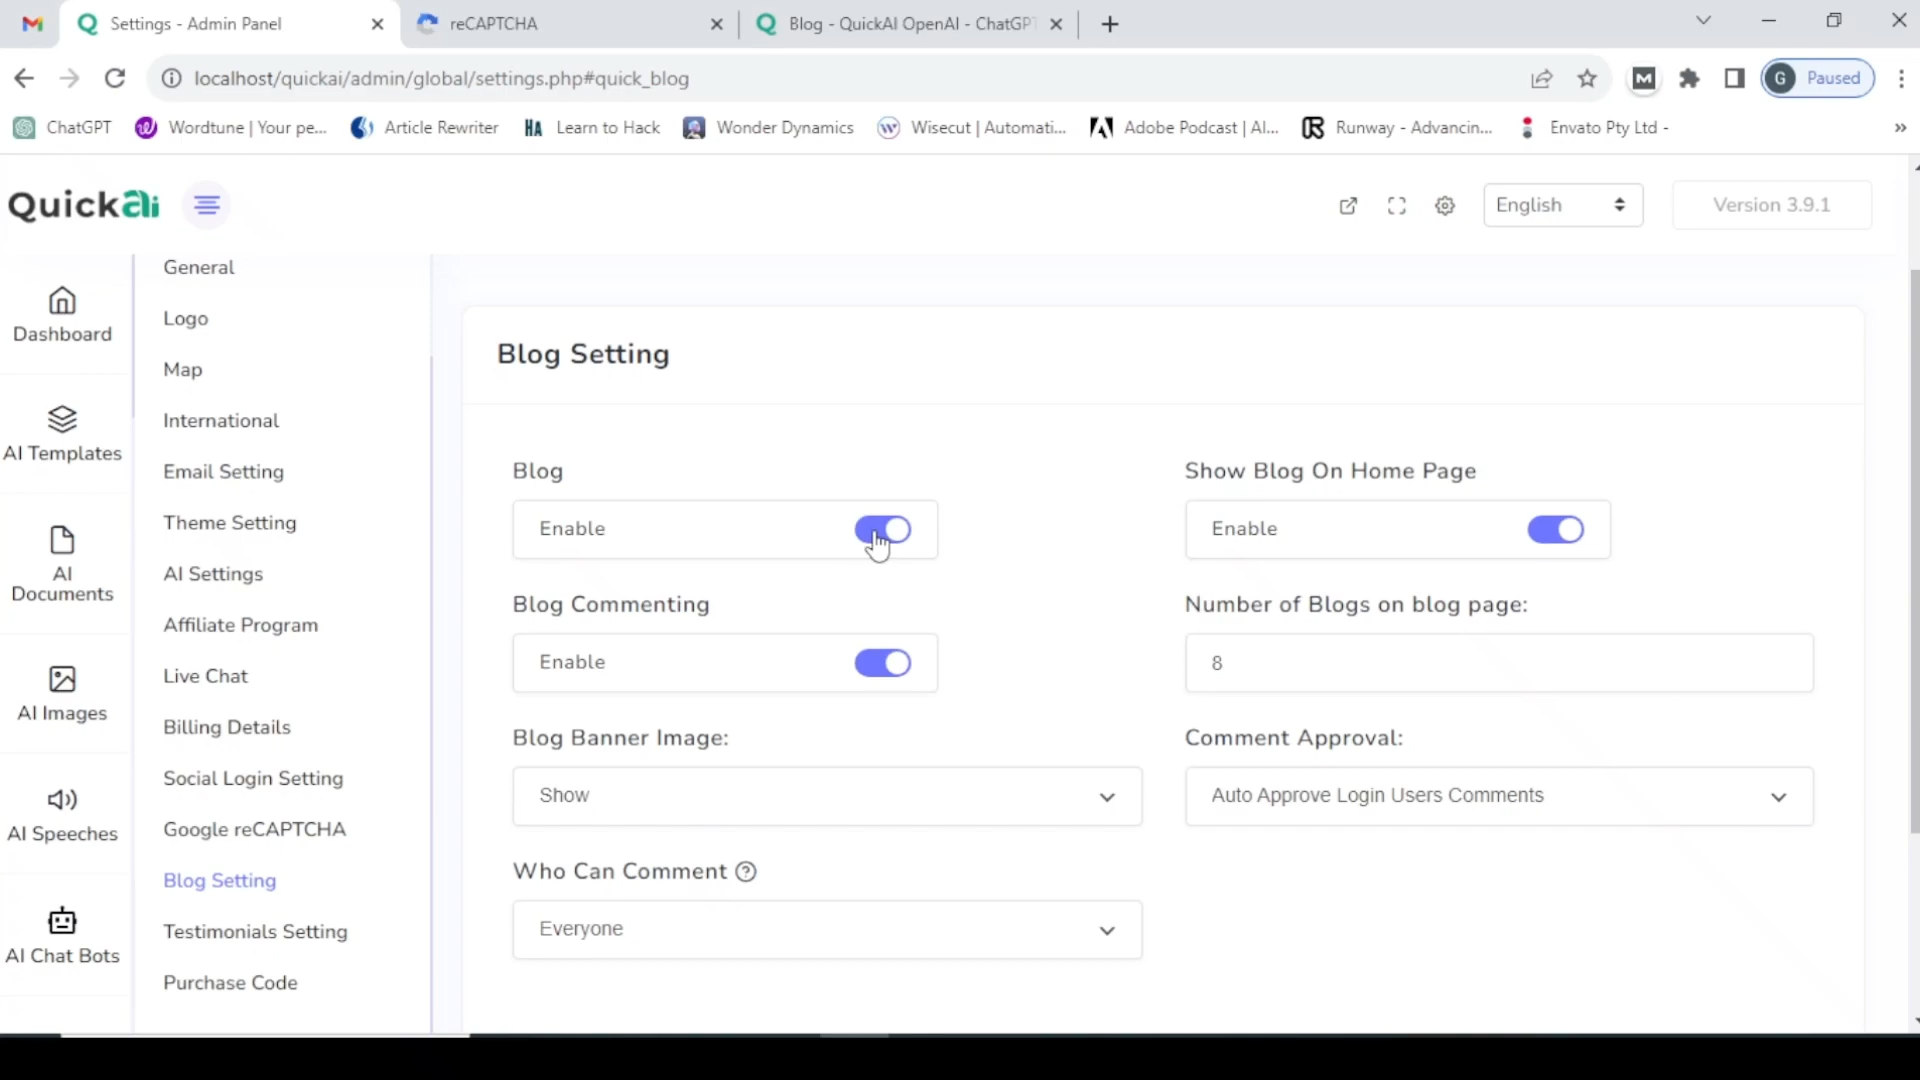 Settings - Admin Panel
reCAPTCHA
Blog - QuickAI OpenAI - ChatGPT
localhost/quickai/admin/global/settings.php#quick_blog
G Paused
ChatGPT
Wordtune | Your pe...
Article Rewriter
HA Learn to Hack
Wonder Dynamics
Wisecut | Automati...
Adobe Podcast | AI...
Runway - Advancin...
Envato Pty Ltd -
»
Quickai
English
Version 3.9.1
Dashboard
AI Templates
AI
Documents
AI Images
AI Speeches
AI Chat Bots
General
Logo
Map
International
Email Setting
Theme Setting
AI Settings
Affiliate Program
Live Chat
Billing Details
Social Login Setting
Google reCAPTCHA
Blog Setting
Testimonials Setting
Purchase Code
Blog Setting
Blog
Enable
Show Blog On Home Page
Enable
Blog Commenting
Enable
Number of Blogs on blog page:
8
Blog Banner Image:
Show
Comment Approval:
Auto Approve Login Users Comments
Who Can Comment ?
Everyone